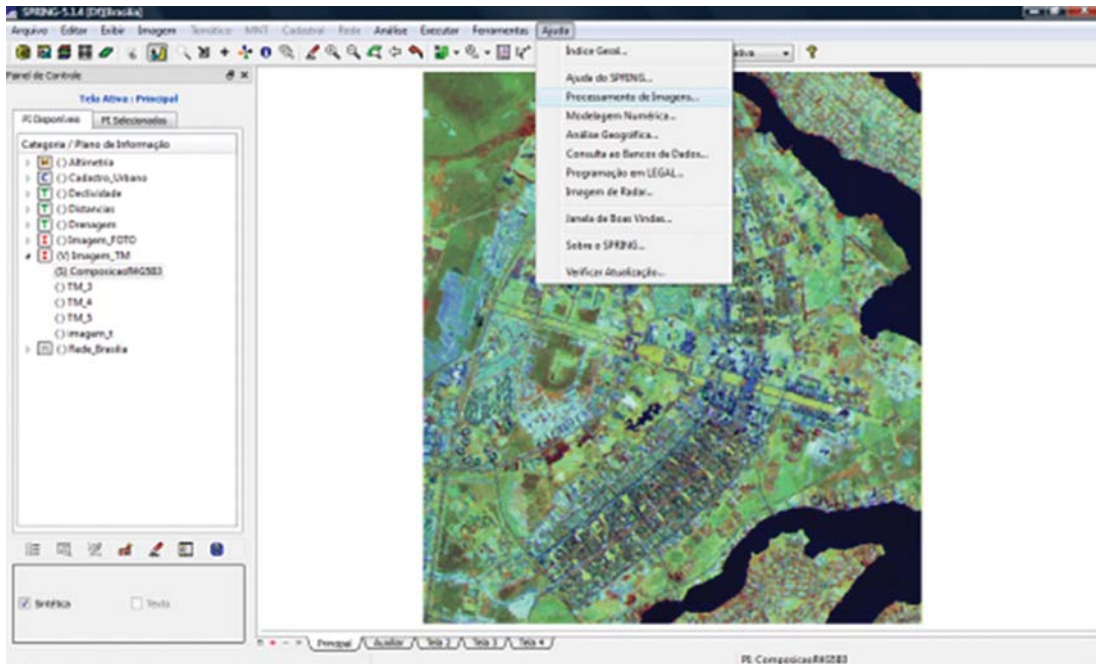 SPRING-5.1.4 [DF][Brasilia]
Arquivo Editar Exibir Imagem Temático MNT Cadastral Rede Análise Executar Ferramentas Ajuda
Índice Geral...
Ajuda do SPRING...
Processamento de Imagens...
Modelagem Numérica...
Análise Geográfica...
Consulta ao Bancos de Dados...
Programação em LEGAL...
Imagem de Radar...
Janela de Boas Vindas...
Sobre o SPRING...
Verificar Atualização...
Painel de Controle
Tela Ativa : Principal
PI Disponíveis PI Selecionados
Categoria / Plano de Informação
() Altimetria
() Cadastro_Urbano
() Declividade
() Distancias
() Drenagem
() Imagem_FOTO
(V) Imagem_TM
(S) ComposicaoR4G5B3
() TM_3
() TM_4
() TM_5
() imagem_t
() Rede_Brasilia
Sintética Texto
Principal Auxiliar Tela 2 Tela 3 Tela 4
PI: ComposicaoR4G5B3